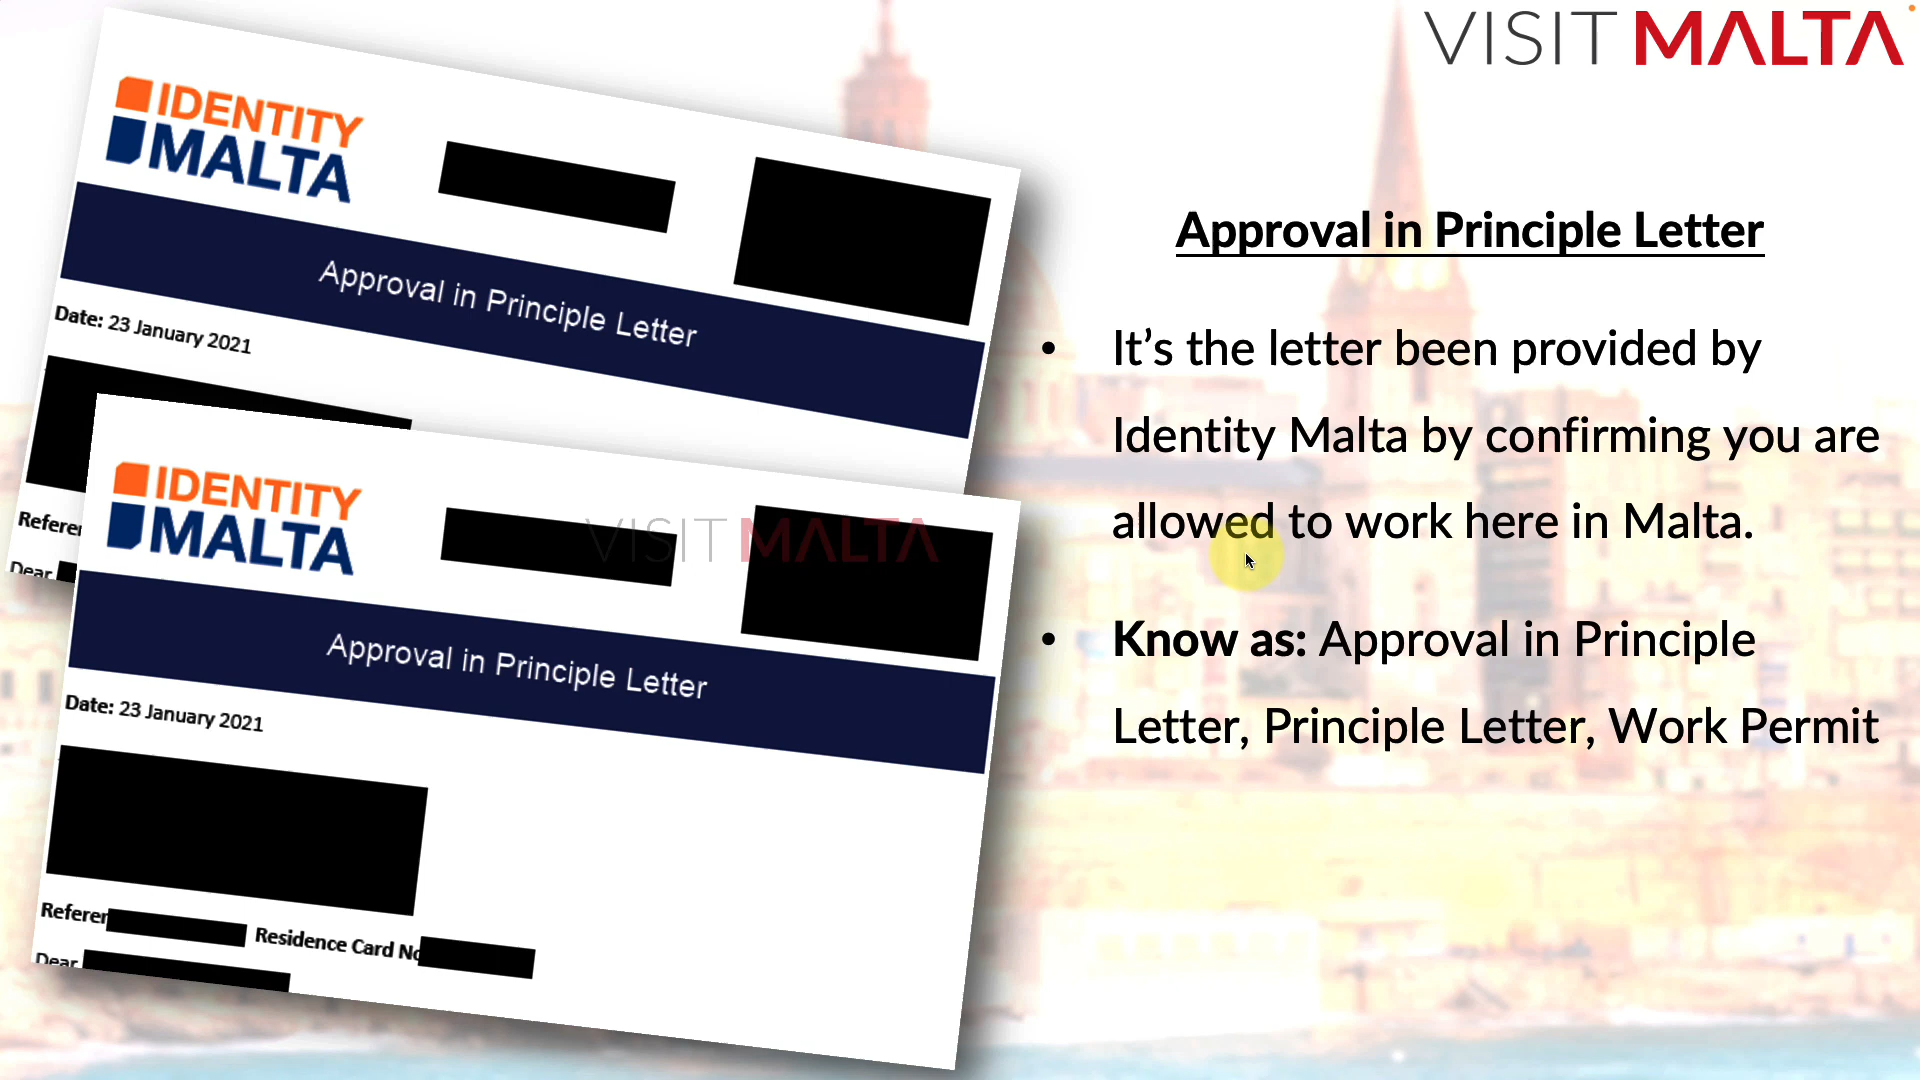 VISIT MALTA
IDENTITY
MALTA
Approval in Principle Letter
Date: 23 January 2021
Dear
IDENTITY
MALTA
VISIT MALTA
Approval in Principle Letter
Date: 23 January 2021
Residence Card No
Dear
Approval in Principle Letter
• It’s the letter been provided by
Identity Malta by confirming you are
allowed to work here in Malta.
• Know as: Approval in Principle
Letter, Principle Letter, Work Permit